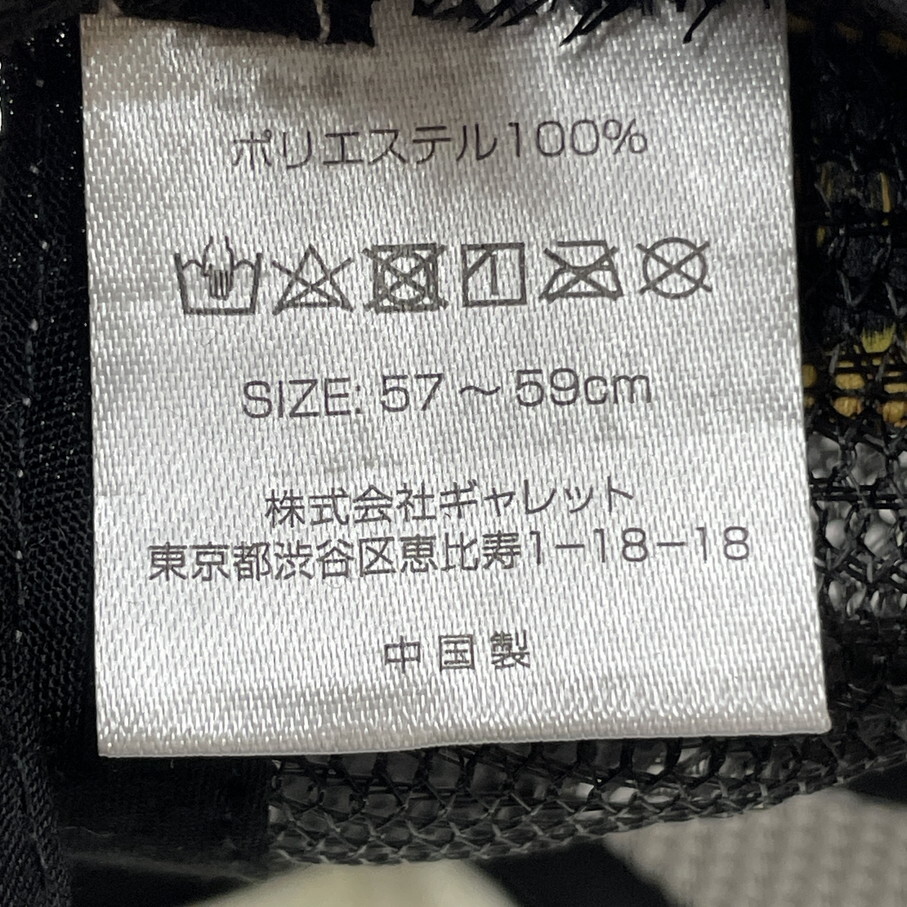 ポリエステル100%
SIZE: 57～59cm
株式会社ギャレット
東京都渋谷区恵比寿1-18-18
中国製